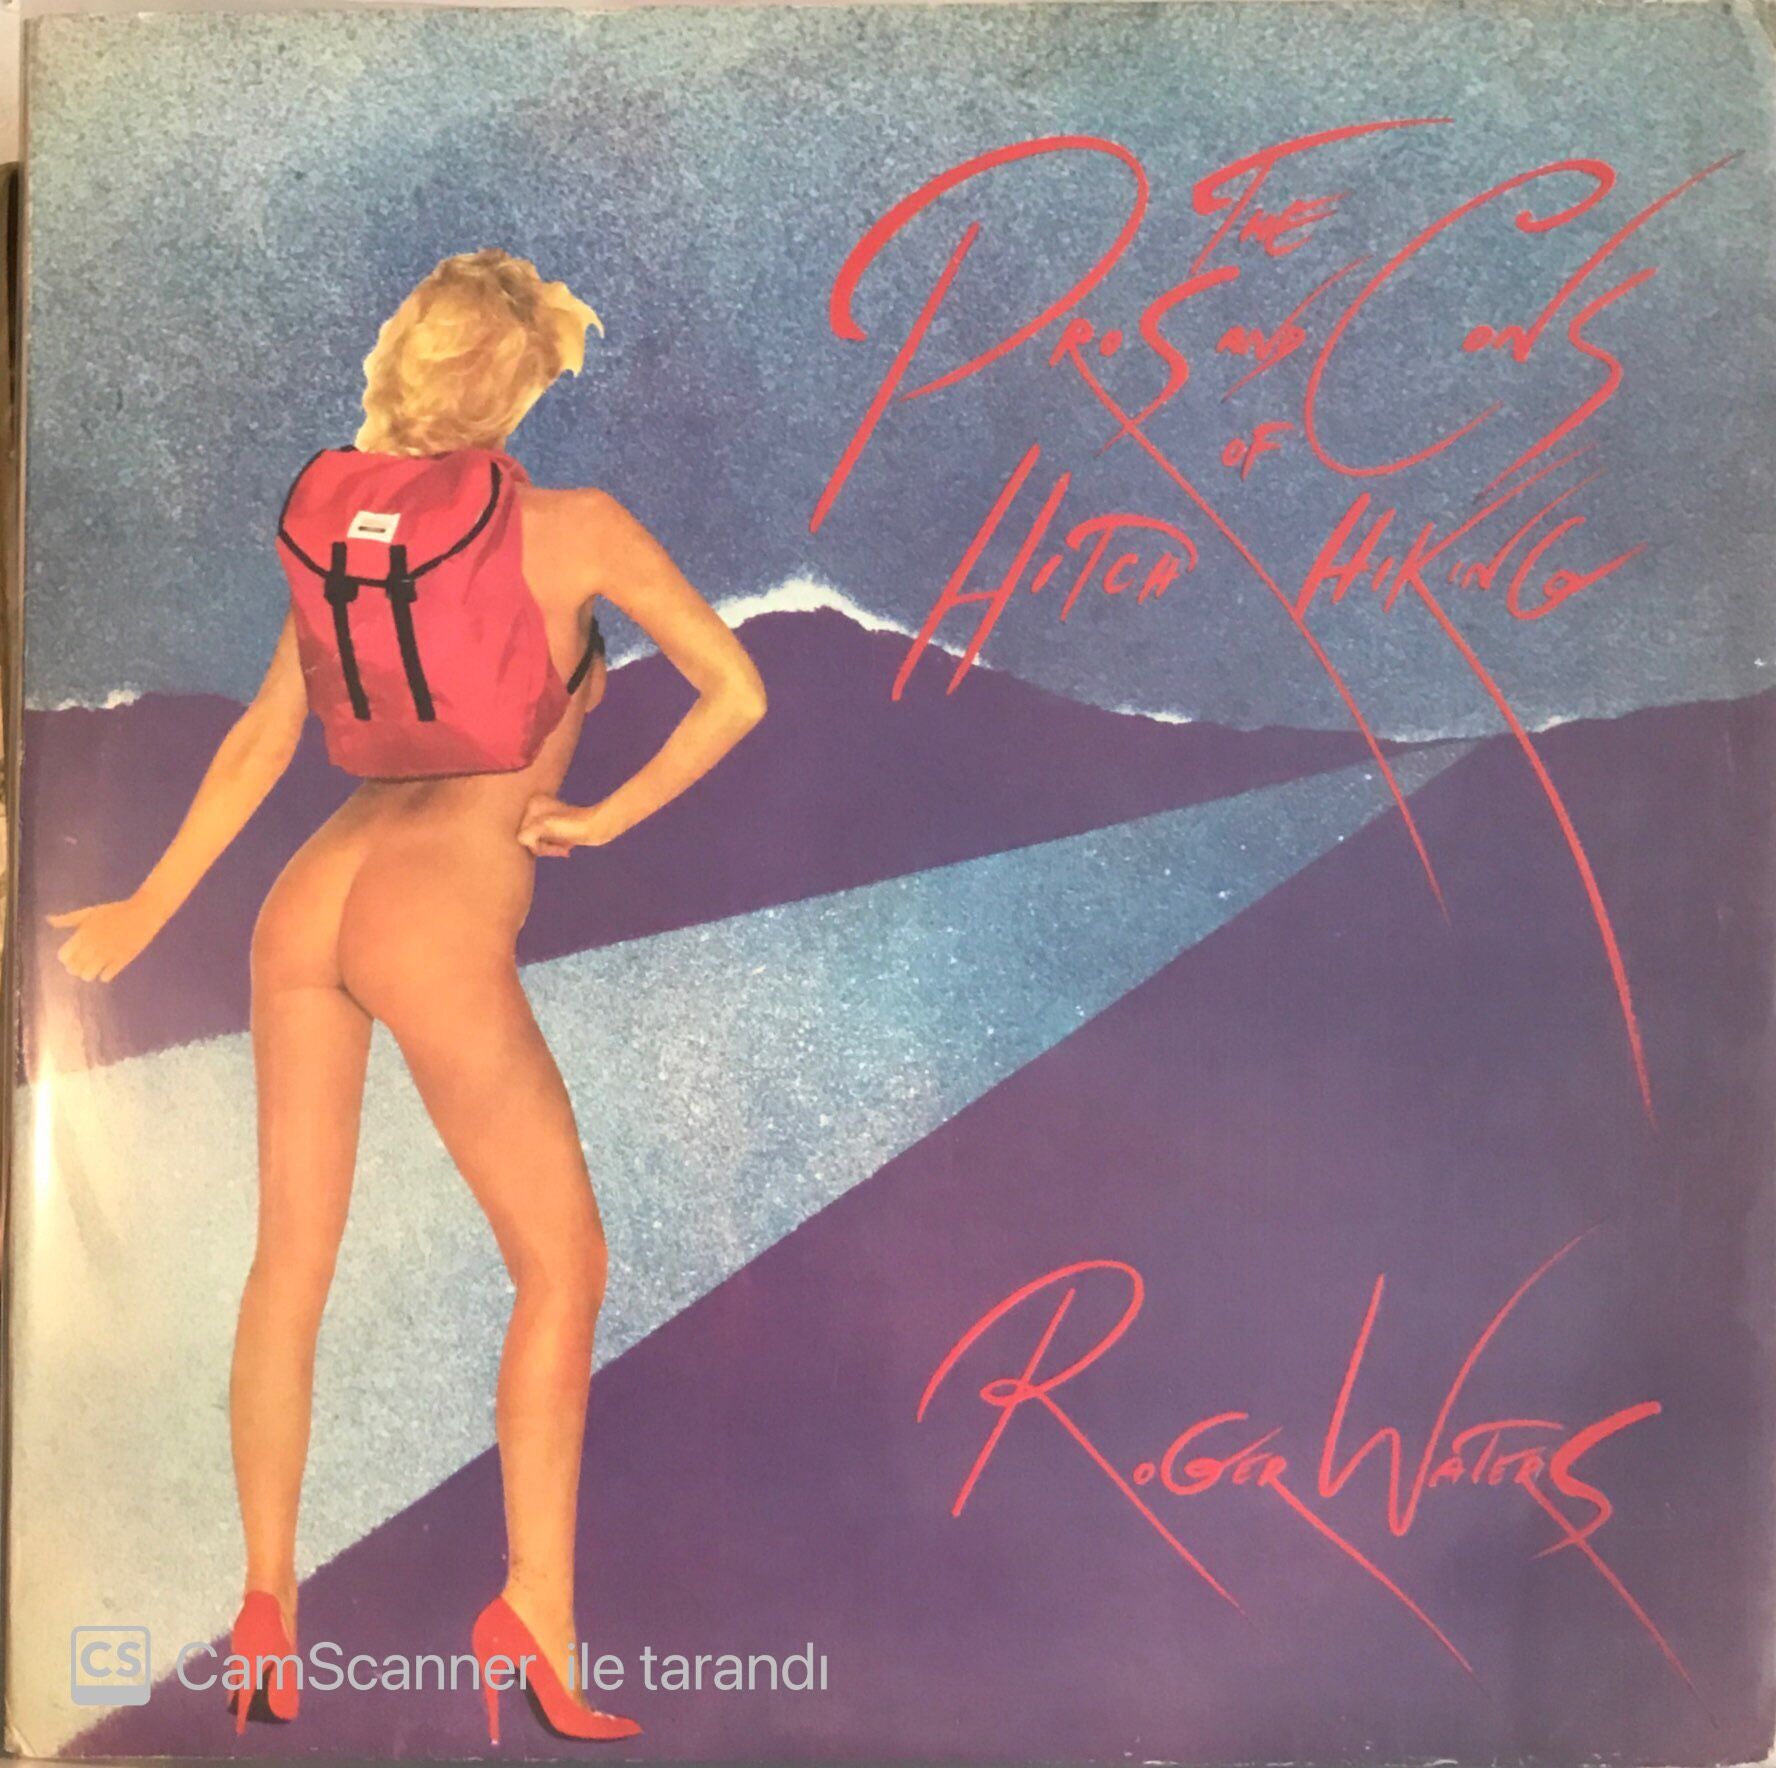 THE
PROS AND CONS
OF
HITCH HIKING
ROGER WATERS
CS CamScanner ile tarandı